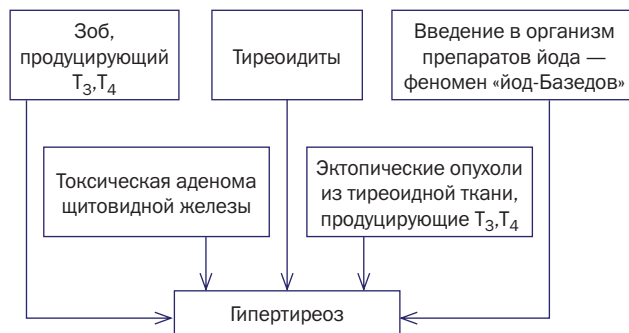 Зоб,
продуцирующий
T3,T4
Тиреоидиты
Введение в организм
препаратов йода —
феномен «йод-Базедов»
Токсическая аденома
щитовидной железы
Эктопические опухоли
из тиреоидной ткани,
продуцирующие T3,T4
Гипертиреоз